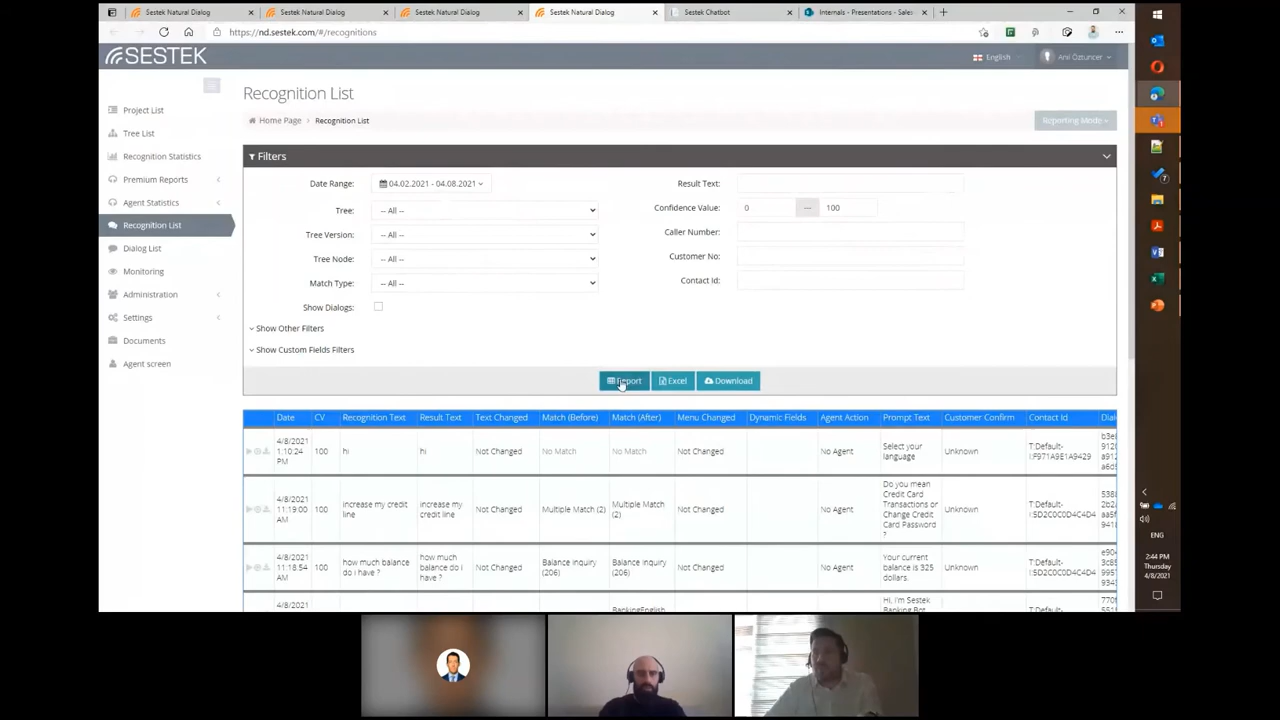 Sestek Natural Dialog
Sestek Natural Dialog
Sestek Natural Dialog
Sestek Natural Dialog
Sestek Chatbot
Internals - Presentations - Sales
https://nd.sestek.com/#/recognitions
SESTEK
English
Anıl Öztuncer
Project List
Tree List
Recognition Statistics
Premium Reports
Agent Statistics
Recognition List
Dialog List
Monitoring
Administration
Settings
Documents
Agent screen
Recognition List
Home Page > Recognition List
Reporting Mode
Filters
Date Range: 04.02.2021 - 04.08.2021
Tree: -- All --
Tree Version: -- All --
Tree Node: -- All --
Match Type: -- All --
Show Dialogs:
Result Text:
Confidence Value: 0 --- 100
Caller Number:
Customer No:
Contact Id:
Show Other Filters
Show Custom Fields Filters
Report Excel Download
Date CV Recognition Text Result Text Text Changed Match (Before) Match (After) Menu Changed Dynamic Fields Agent Action Prompt Text Customer Confirm Contact Id
4/8/2021
1:10:24
PM
100
hi
hi
Not Changed
No Match
No Match
Not Changed
No Agent
Select your
language
Unknown
T:Default-
I:F971A9E1A9429
4/8/2021
11:19:00
AM
100
increase my credit
line
increase my
credit line
Not Changed
Multiple Match (2)
Multiple Match
(2)
Not Changed
No Agent
Do you mean
Credit Card
Transactions or
Change Credit
Card Password
?
Unknown
T:Default-
I:5D2C0C0D4C4D4
4/8/2021
11:18:54
AM
100
how much balance
do i have ?
how much
balance do i
have ?
Not Changed
Balance inquiry
(206)
Balance inquiry
(206)
Not Changed
No Agent
Your current
balance is 325
dollars.
Unknown
T:Default-
I:5D2C0C0D4C4D4
4/8/2021
BankingEnglish
Hi, I'm Sestek
Banking Bot
T:Default-
ENG
2:44 PM
Thursday
4/8/2021